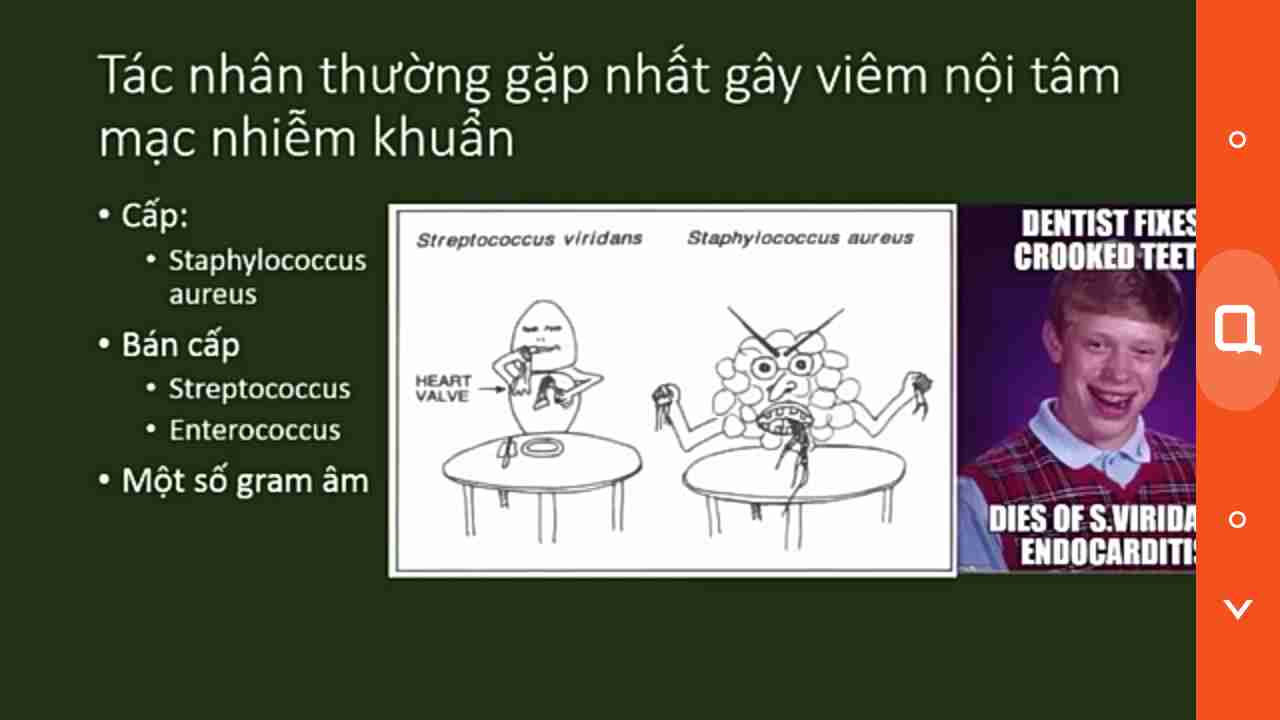 Tác nhân thường gặp nhất gây viêm nội tâm
mạc nhiễm khuẩn
• Cấp:
• Staphylococcus
aureus
• Bán cấp
• Streptococcus
• Enterococcus
• Một số gram âm
Streptococcus viridans
Staphylococcus aureus
HEART
VALVE
DENTIST FIXES
CROOKED TEET
DIES OF S.VIRIDA
ENDOCARDITIS